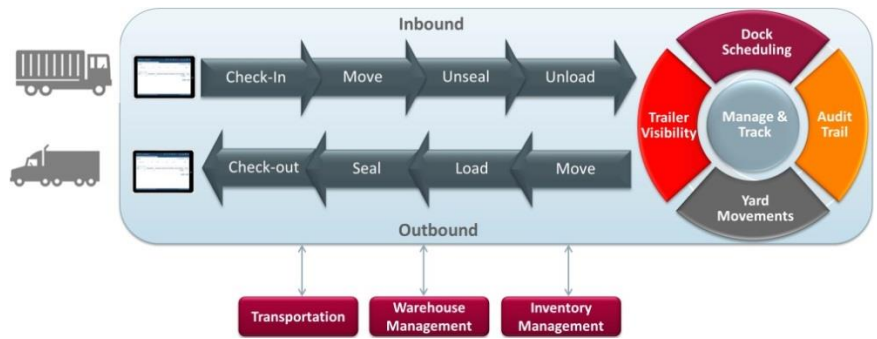 Inbound
Check-In
Move
Unseal
Unload
Check-out
Seal
Load
Move
Outbound
Dock
Scheduling
Trailer
Visibility
Manage &
Track
Audit
Trail
Yard
Movements
Transportation
Warehouse
Management
Inventory
Management